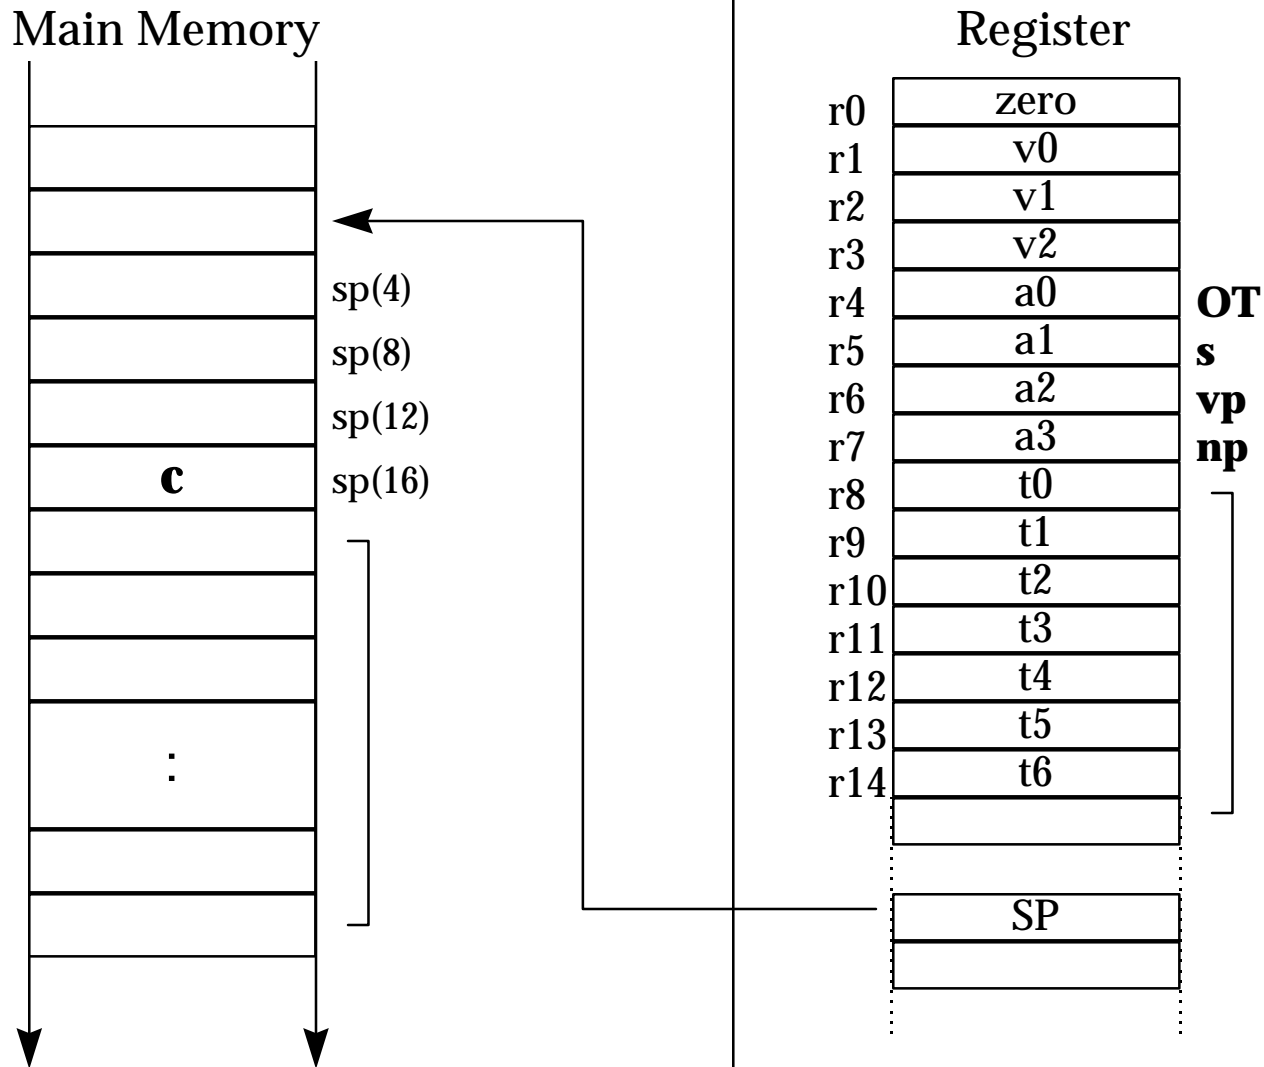 Main Memory
sp(4)
sp(8)
sp(12)
c sp(16)
:
Register
r0 zero
r1 v0
r2 v1
r3 v2
r4 a0 OT
r5 a1 s
r6 a2 vp
r7 a3 np
r8 t0
r9 t1
r10 t2
r11 t3
r12 t4
r13 t5
r14 t6
SP